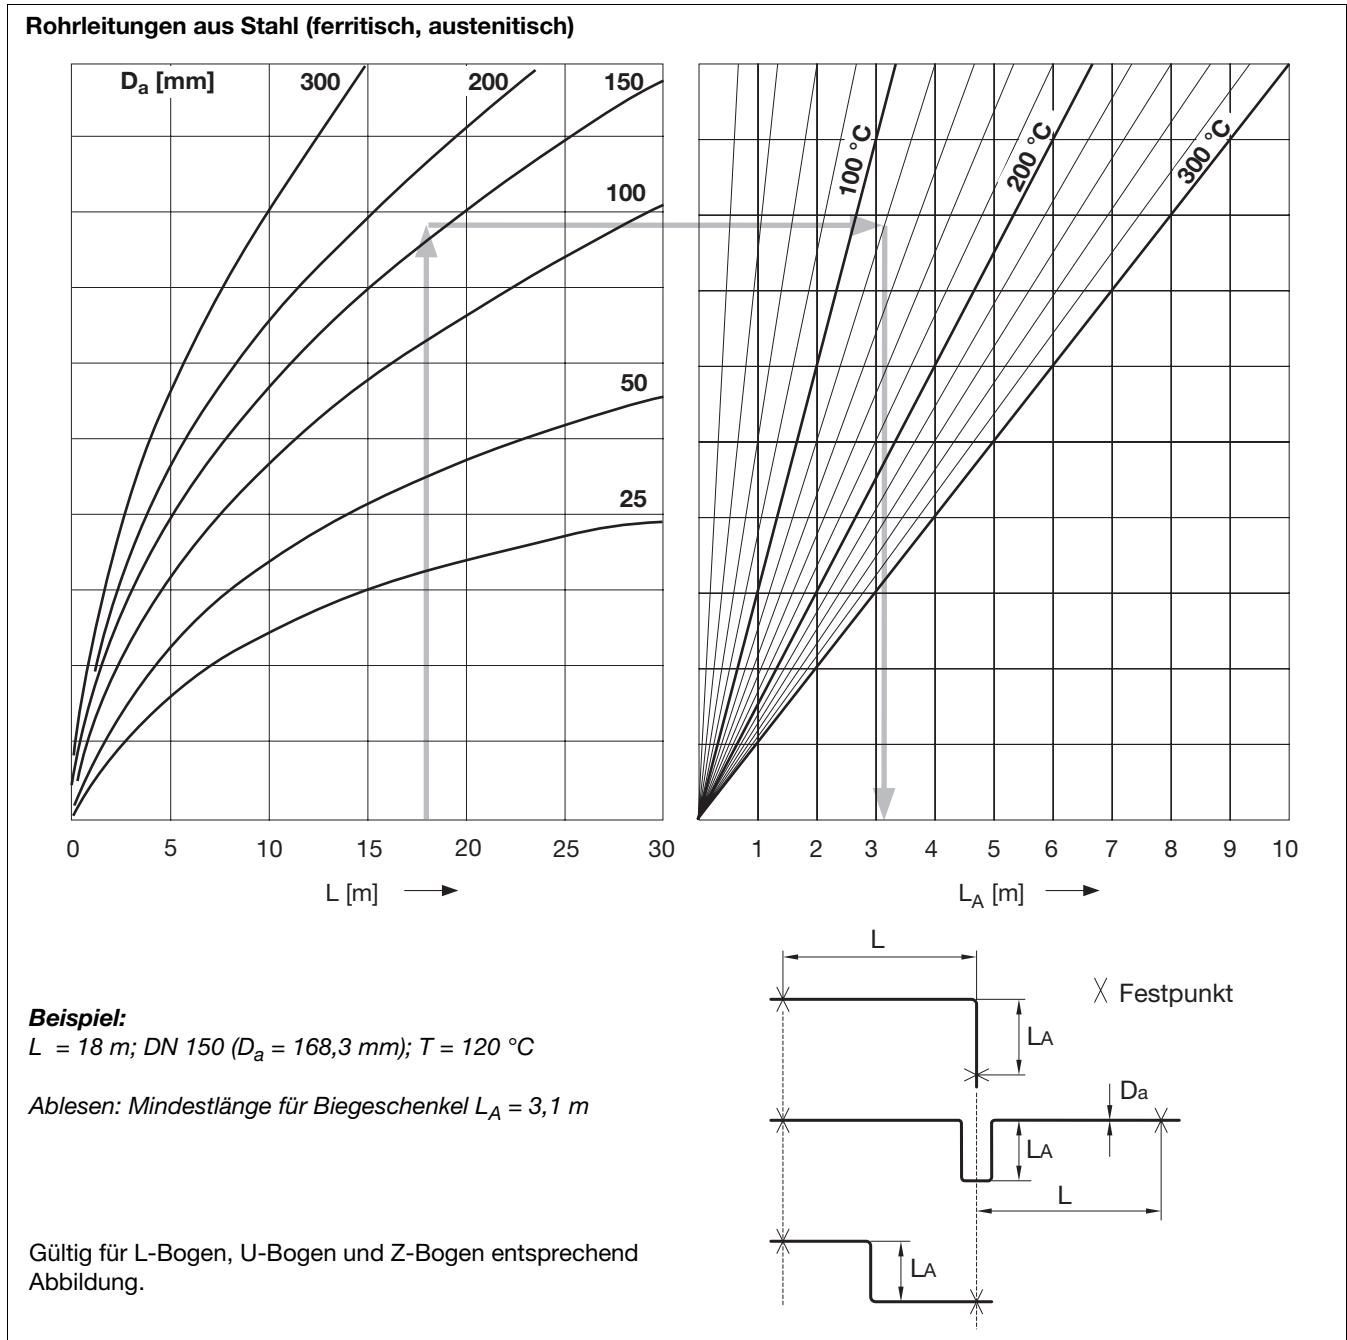 Rohrleitungen aus Stahl (ferritisch, austenitisch)
Da [mm] 300 200 150
100
50
25
100 °C
200 °C
300 °C
0 5 10 15 20 25 30
L [m]
1 2 3 4 5 6 7 8 9 10
LA [m]
Beispiel:
L = 18 m; DN 150 (Da = 168,3 mm); T = 120 °C
Ablesen: Mindestlänge für Biegeschenkel LA = 3,1 m
Gültig für L-Bogen, U-Bogen und Z-Bogen entsprechend
Abbildung.
L
Festpunkt
LA
Da
LA
L
LA